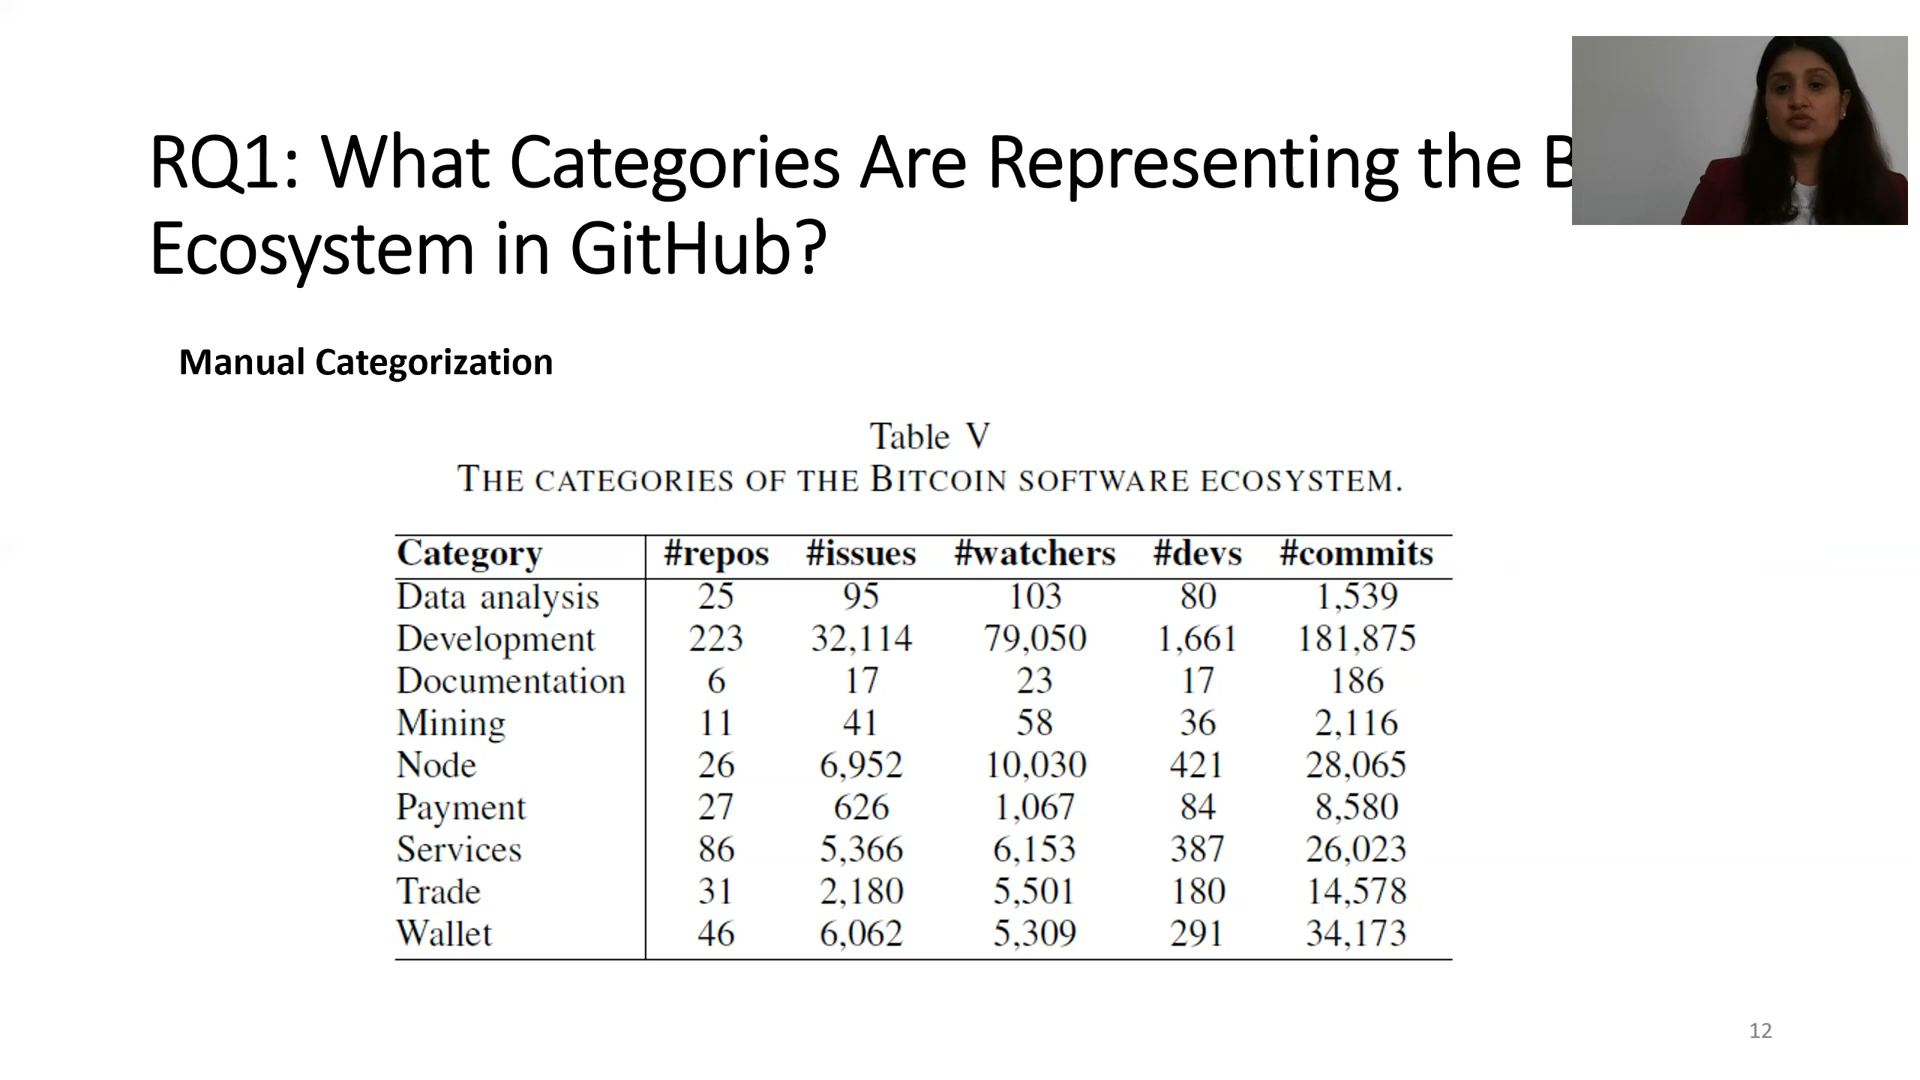 RQ1: What Categories Are Representing the
Ecosystem in GitHub?
Manual Categorization
Table V
THE CATEGORIES OF THE BITCOIN SOFTWARE ECOSYSTEM.
Category #repos #issues #watchers #devs #commits
Data analysis 25 95 103 80 1,539
Development 223 32,114 79,050 1,661 181,875
Documentation 6 17 23 17 186
Mining 11 41 58 36 2,116
Node 26 6,952 10,030 421 28,065
Payment 27 626 1,067 84 8,580
Services 86 5,366 6,153 387 26,023
Trade 31 2,180 5,501 180 14,578
Wallet 46 6,062 5,309 291 34,173
12